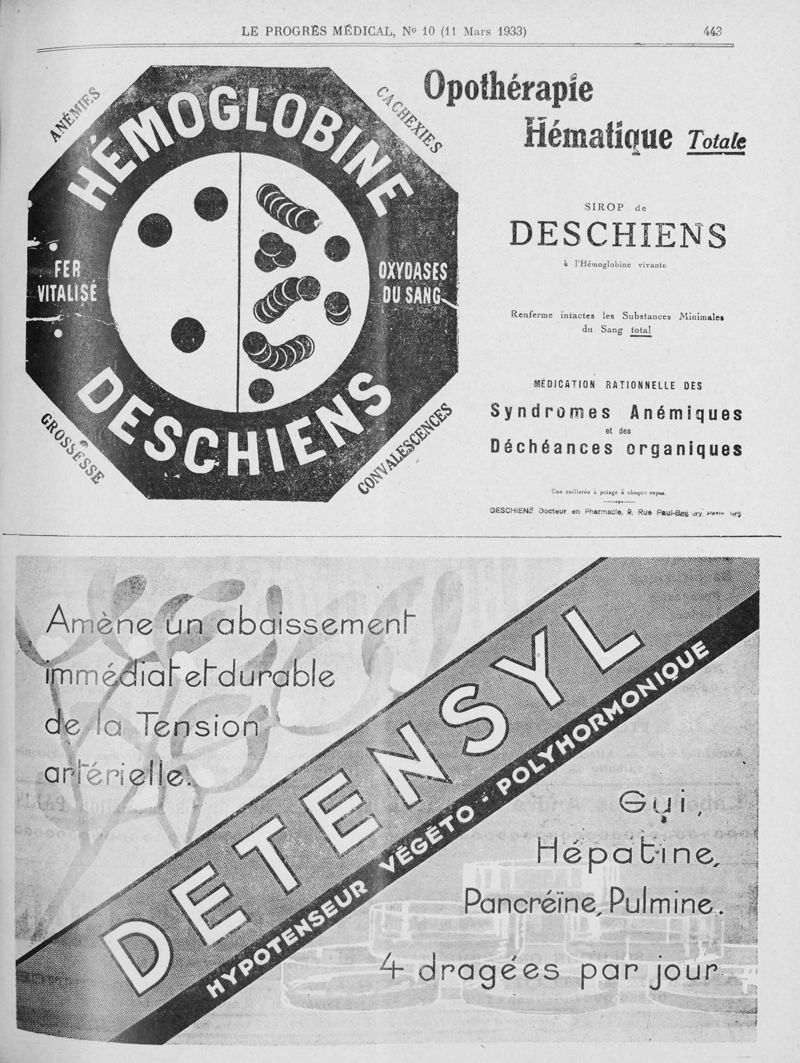 LE PROGRÈS MÉDICAL, Nº 10 (11 Mars 1933)
443
ANÉMIES
CACHEXIES
HÉMOGLOBINE
FER
VITALISÉ
OXYDASES
DU SANG
DESCHIENS
GROSSESSE
CONVALESCENCES
Opothérapie
Hématique Totale
SIROP de
DESCHIENS
à l'Hémoglobine vivante
Renferme intactes les Substances Minimales
du Sang total
MÉDICATION RATIONNELLE DES
Syndromes Anémiques
et des
Déchéances organiques
Une cuillerée à potage à chaque repas.
DESCHIENS Docteur en Pharmacie, 9, Rue
Amène un abaissement
immédiat et durable
de la Tension
artérielle.
DETENSYL
HYPOTENSEUR VÉGÉTO-POLYHORMONIQUE
Gui,
Hépatine,
Pancréïne, Pulmine.
4 dragées par jour